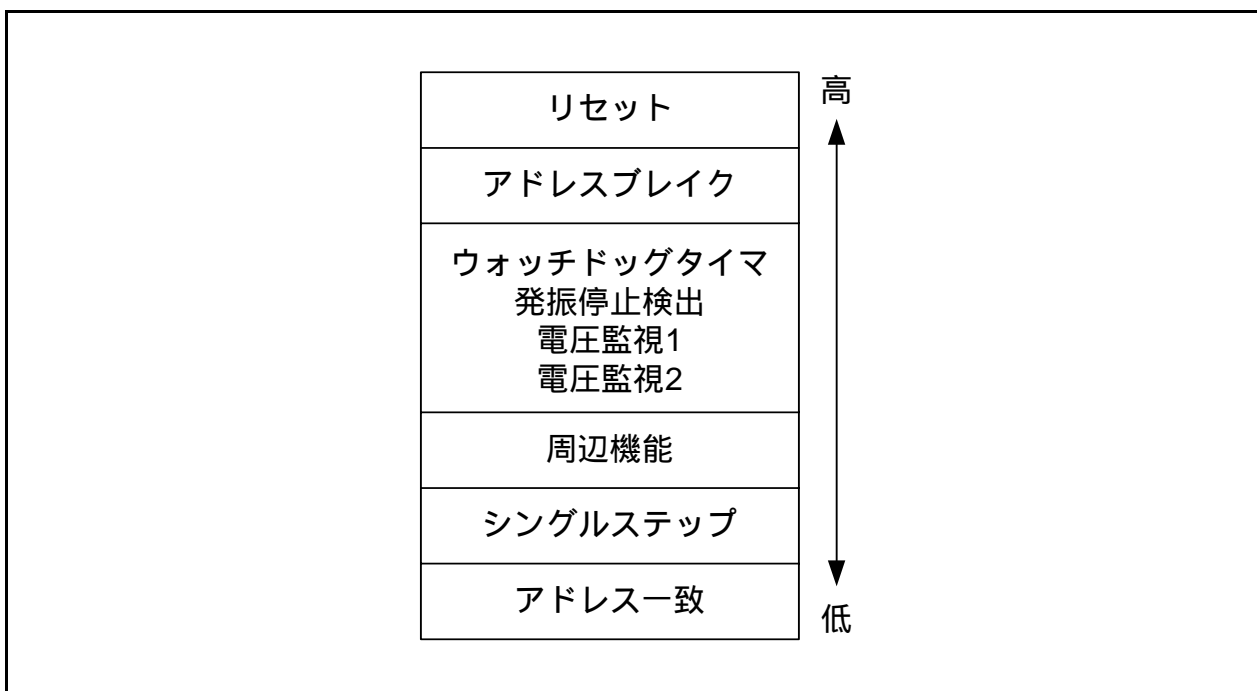 リセット
高
アドレスブレイク
ウォッチドッグタイマ
発振停止検出
電圧監視1
電圧監視2
周辺機能
シングルステップ
アドレス一致
低